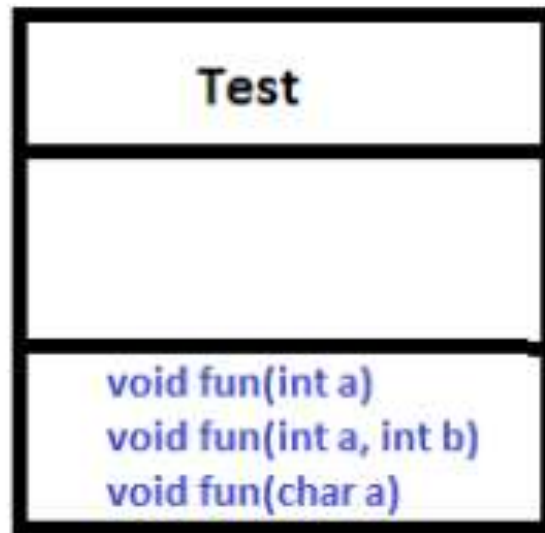 Test
void fun(int a)
void fun(int a, int b)
void fun(char a)